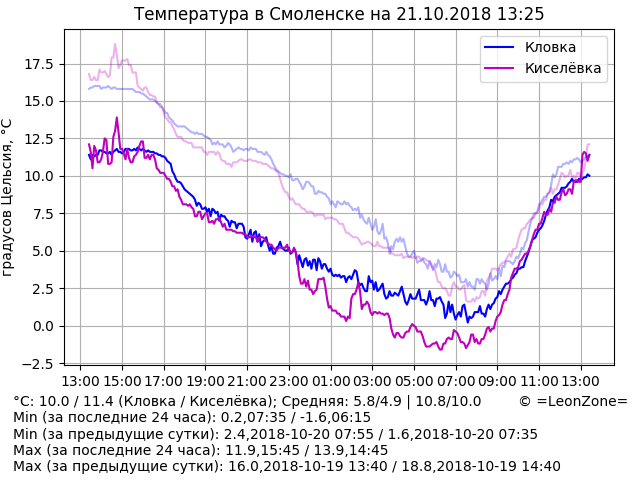 Температура в Смоленске на 21.10.2018 13:25
градусов Цельсия, °C
17.5
15.0
12.5
10.0
7.5
5.0
2.5
0.0
−2.5
Кловка
Киселёвка
13:00 15:00 17:00 19:00 21:00 23:00 01:00 03:00 05:00 07:00 09:00 11:00 13:00
°C: 10.0 / 11.4 (Кловка / Киселёвка); Средняя: 5.8/4.9 | 10.8/10.0 © =LeonZone=
Min (за последние 24 часа): 0.2,07:35 / -1.6,06:15
Min (за предыдущие сутки): 2.4,2018-10-20 07:55 / 1.6,2018-10-20 07:35
Max (за последние 24 часа): 11.9,15:45 / 13.9,14:45
Max (за предыдущие сутки): 16.0,2018-10-19 13:40 / 18.8,2018-10-19 14:40